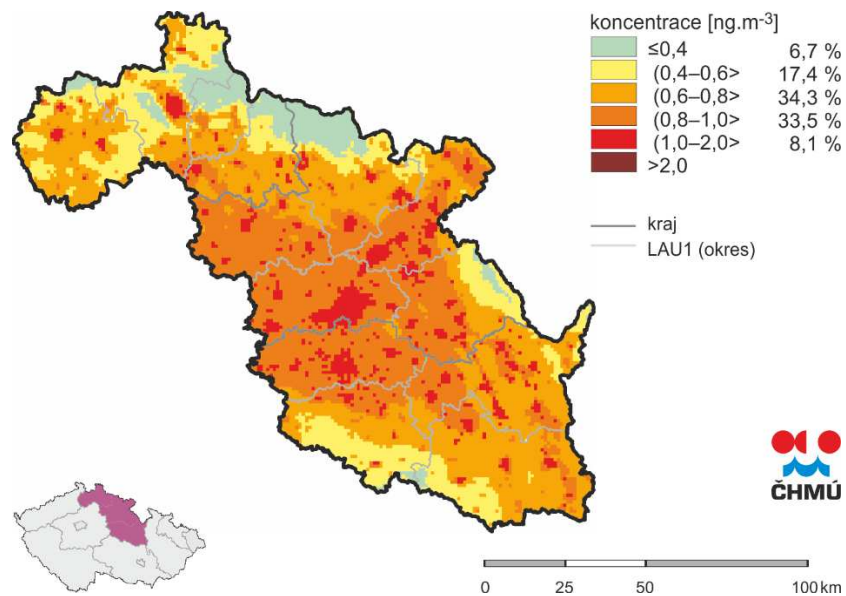 koncentrace [ng.m-3]
≤0,4 6,7 %
(0,4–0,6> 17,4 %
(0,6–0,8> 34,3 %
(0,8–1,0> 33,5 %
(1,0–2,0> 8,1 %
>2,0
kraj
LAU1 (okres)
ČHMÚ
0 25 50 100 km